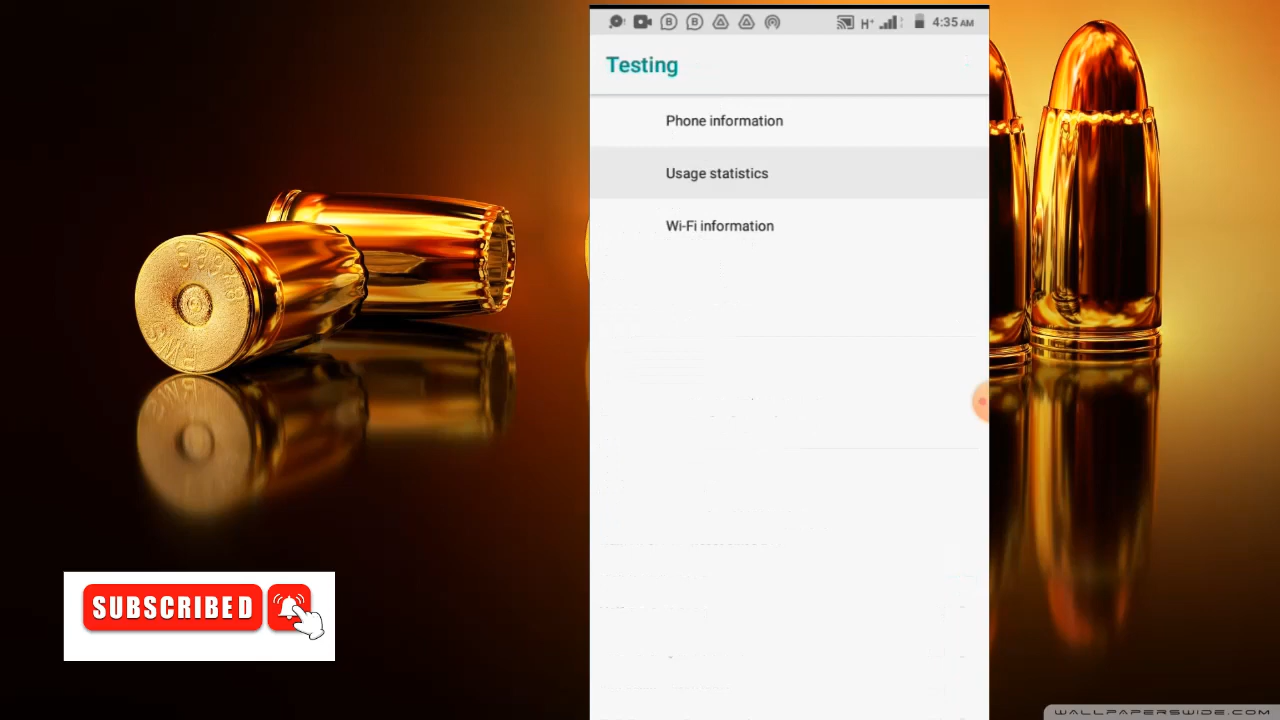 4:35 AM
Testing
Phone information
Usage statistics
Wi-Fi information
SUBSCRIBED
WALLPAPERSWIDE.COM